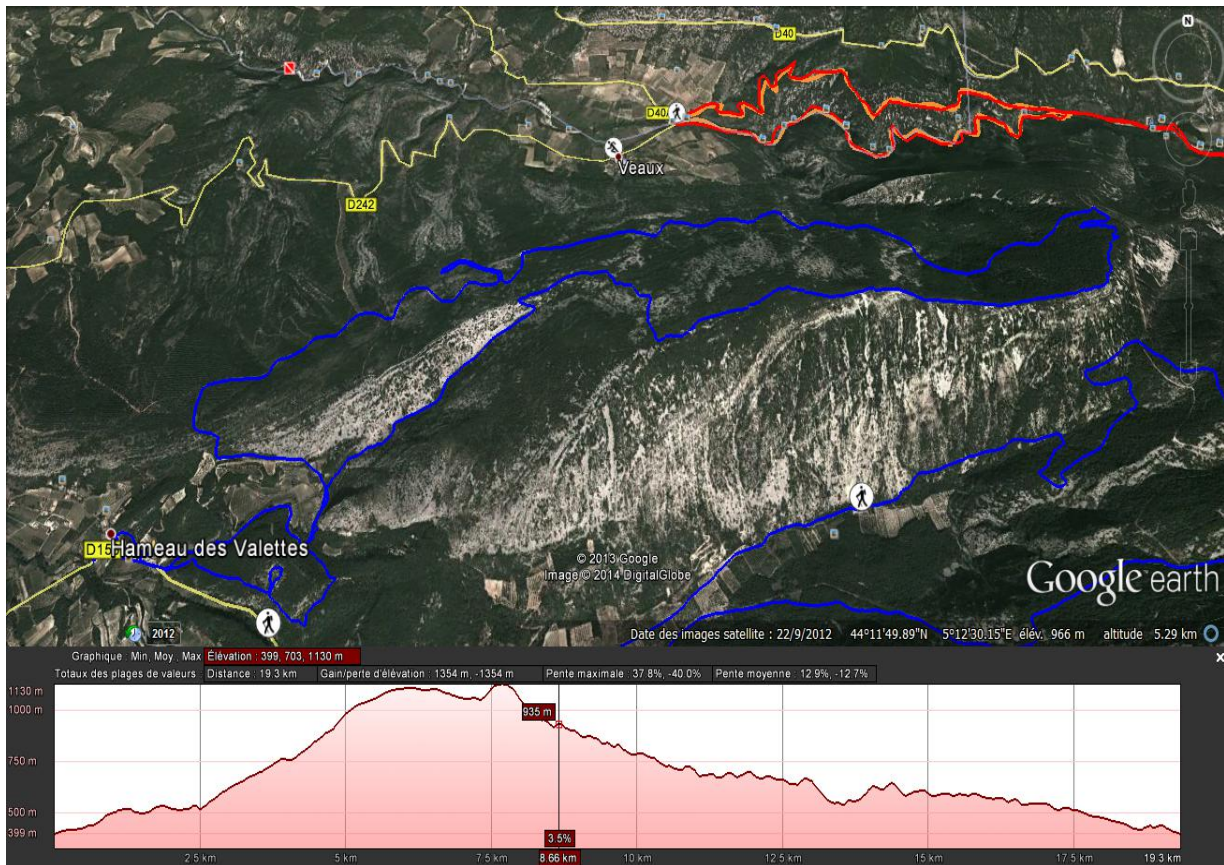 N
D40
D40
Veaux
D242
Hameau des Valettes
© 2013 Google
Image © 2014 DigitalGlobe
Google earth
2012
Date des images satellite : 22/9/2012 44°11'49.89"N 5°12'30.15"E élév. 966 m altitude 5.29 km
Graphique : Min, Moy, Max Élévation : 399, 703, 1130 m
Totaux des plages de valeurs : Distance : 19.3 km Gain/perte d'élévation : 1354 m, -1354 m Pente maximale : 37.8%, -40.0% Pente moyenne : 12.9%, -12.7%
1130 m
1000 m
935 m
750 m
500 m
399 m
3.5%
2.5 km 5 km 7.5 km 8.66 km 10 km 12.5 km 15 km 17.5 km 19.3 km